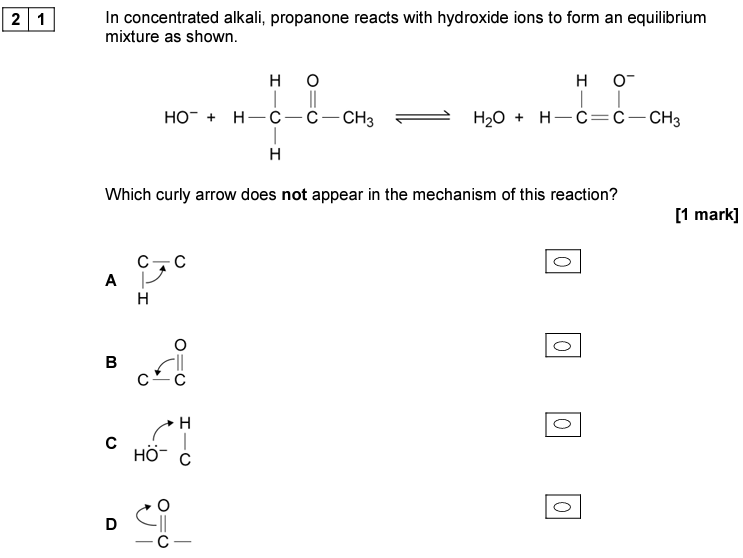 2 1 In concentrated alkali, propanone reacts with hydroxide ions to form an equilibrium
mixture as shown.
H O H O⁻
HO⁻ + H—C—C—CH₃ ⇌ H₂O + H—C=C—CH₃
H
Which curly arrow does not appear in the mechanism of this reaction?
[1 mark]
C—C
A
H
O
B
C—C
H
C
HÖ⁻ C
O
D
—C—